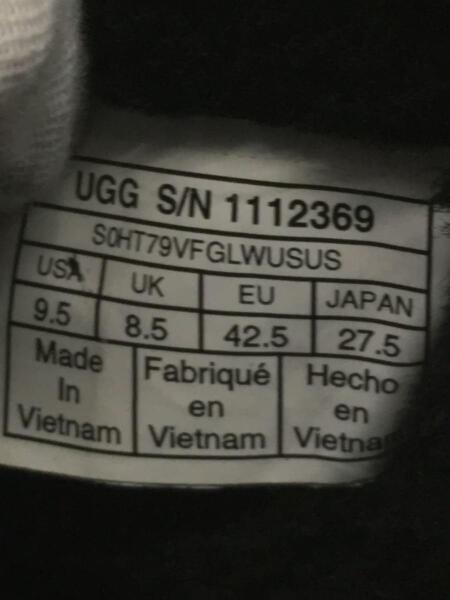 UGG S/N 1112369
S0HT79VFGLWUSUS
USA UK EU JAPAN
9.5 8.5 42.5 27.5
Made Fabriqué Hecho
In en en
Vietnam Vietnam Vietna